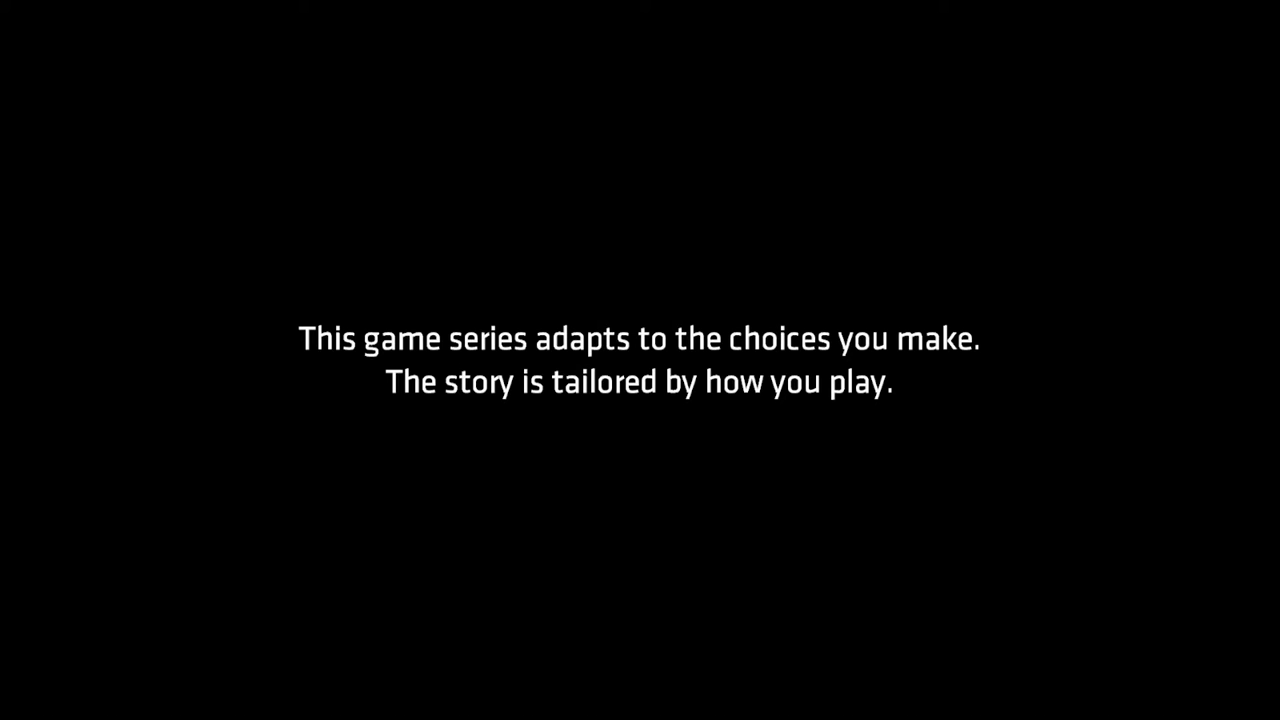 This game series adapts to the choices you make.
The story is tailored by how you play.